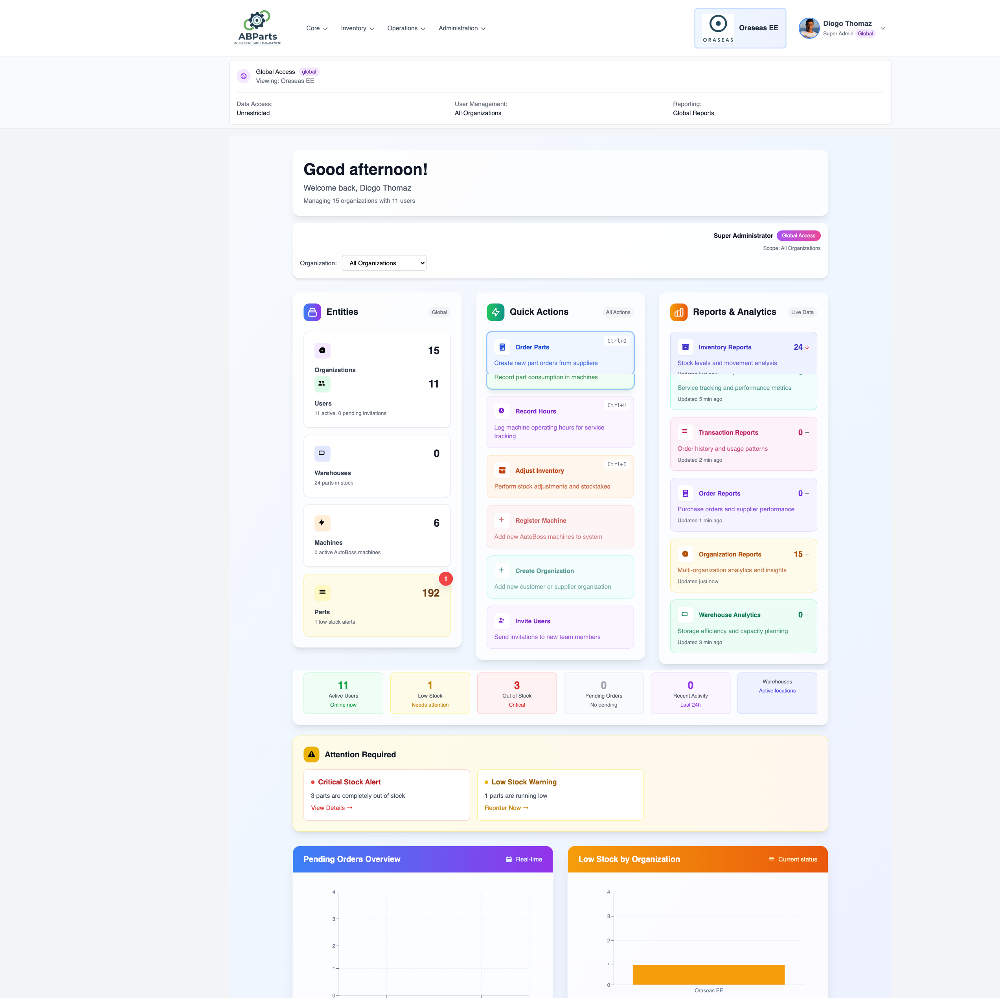 ABParts
INTELLIGENT PARTS MANAGEMENT
Core
Inventory
Operations
Administration
ORASEAS
Oraseas EE
Diogo Thomaz
Super Admin Global
Global Access global
Viewing: Oraseas EE
Data Access:
Unrestricted
User Management:
All Organizations
Reporting:
Global Reports
Good afternoon!
Welcome back, Diogo Thomaz
Managing 15 organizations with 11 users
Super Administrator Global Access
Scope: All Organizations
Organization: All Organizations
Entities Global
15
Organizations
11
Users
11 active, 0 pending invitations
0
Warehouses
24 parts in stock
6
Machines
0 active AutoBoss machines
1
192
Parts
1 low stock alerts
Quick Actions All Actions
Ctrl+O
Order Parts
Create new part orders from suppliers
Record part consumption in machines
Ctrl+H
Record Hours
Log machine operating hours for service
tracking
Ctrl+I
Adjust Inventory
Perform stock adjustments and stocktakes
Register Machine
Add new AutoBoss machines to system
Create Organization
Add new customer or supplier organization
Invite Users
Send invitations to new team members
Reports & Analytics Live Data
Inventory Reports 24 ↓
Stock levels and movement analysis
Service tracking and performance metrics
Updated 5 min ago
Transaction Reports 0 –
Order history and usage patterns
Updated 2 min ago
Order Reports 0 –
Purchase orders and supplier performance
Updated 1 min ago
Organization Reports 15 –
Multi-organization analytics and insights
Updated just now
Warehouse Analytics 0 –
Storage efficiency and capacity planning
Updated 3 min ago
11
Active Users
Online now
1
Low Stock
Needs attention
3
Out of Stock
Critical
0
Pending Orders
No pending
0
Recent Activity
Last 24h
Warehouses
Active locations
Attention Required
Critical Stock Alert
3 parts are completely out of stock
View Details →
Low Stock Warning
1 parts are running low
Reorder Now →
Pending Orders Overview Real-time
4
3
2
1
0
Low Stock by Organization Current status
4
3
2
1
0
Oraseas EE